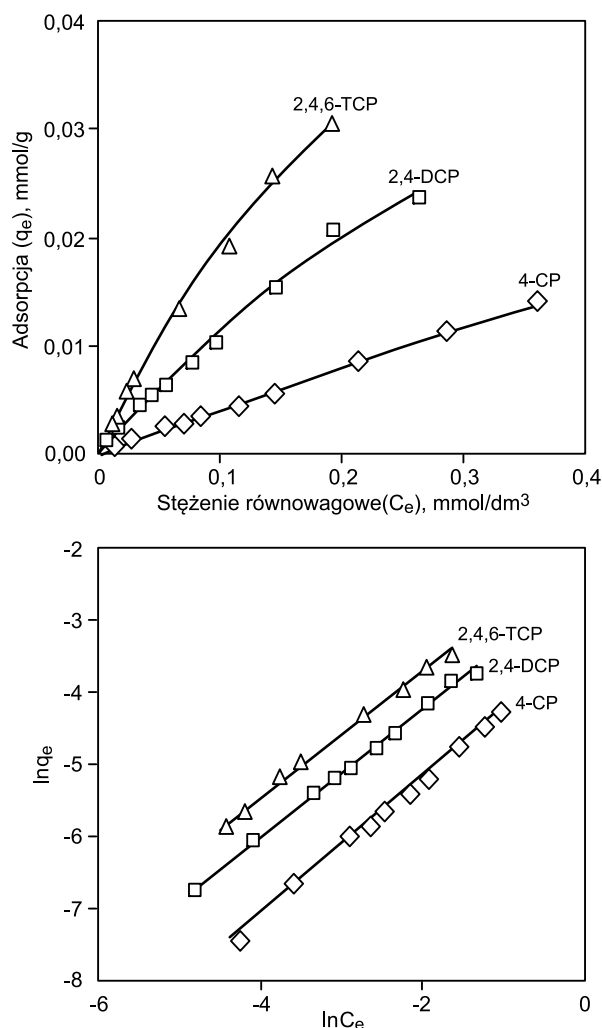 0,04
2,4,6-TCP
0,03
2,4-DCP
0,02
4-CP
0,01
0,00
0 0,1 0,2 0,3 0,4
Adsorpcja (qe), mmol/g
Stężenie równowagowe(Ce), mmol/dm³
-2
-3
2,4,6-TCP
2,4-DCP
-4
4-CP
-5
-6
-7
-8
-6 -4 -2 0
lnqe
lnCe